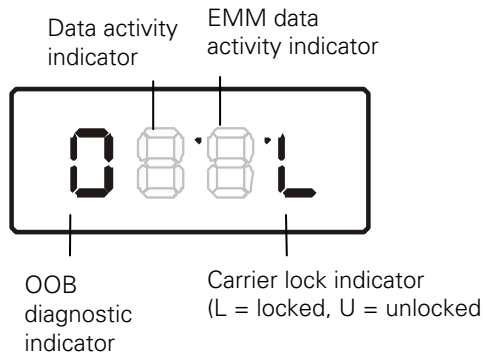 Data activity
indicator
EMM data
activity indicator
0 L
OOB
diagnostic
indicator
Carrier lock indicator
(L = locked, U = unlocked